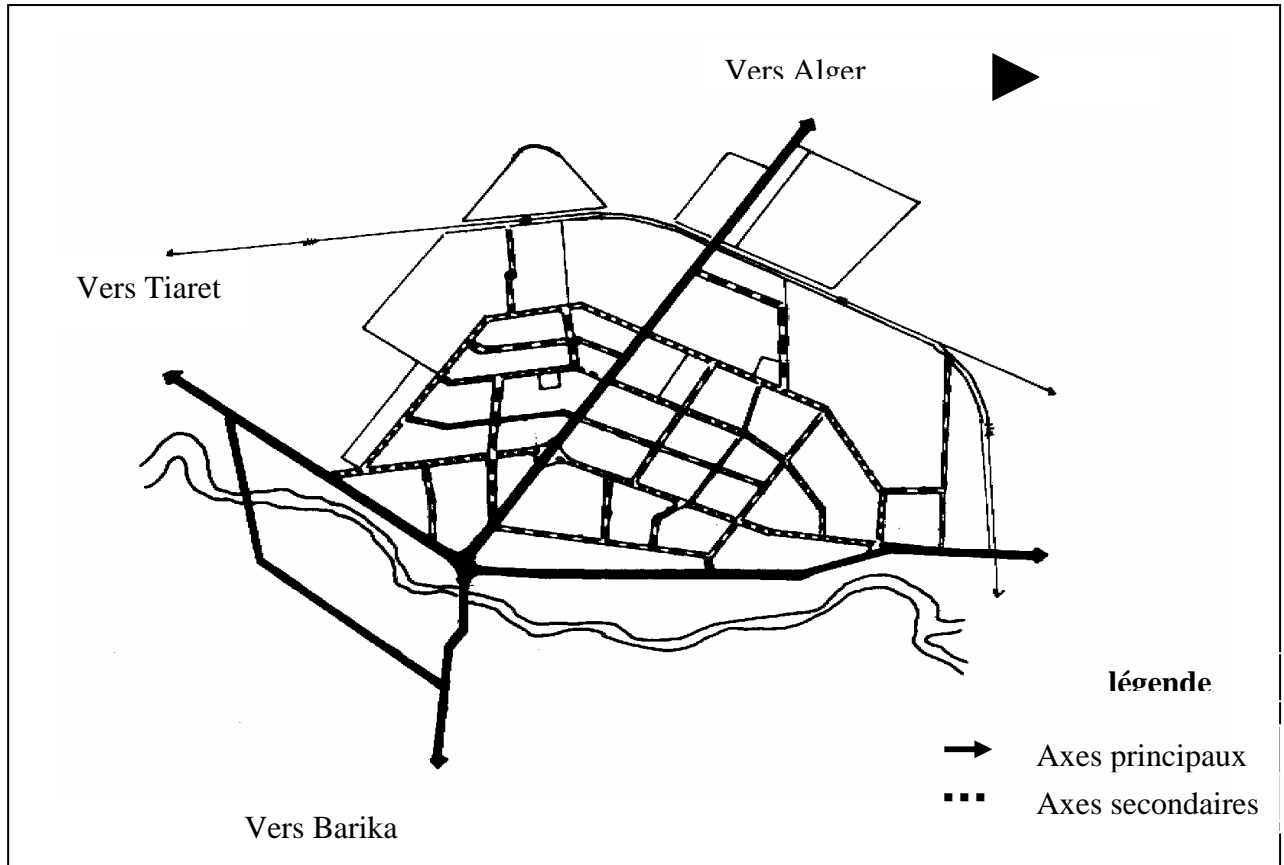 Vers Alger
Vers Tiaret
légende
Axes principaux
Axes secondaires
Vers Barika